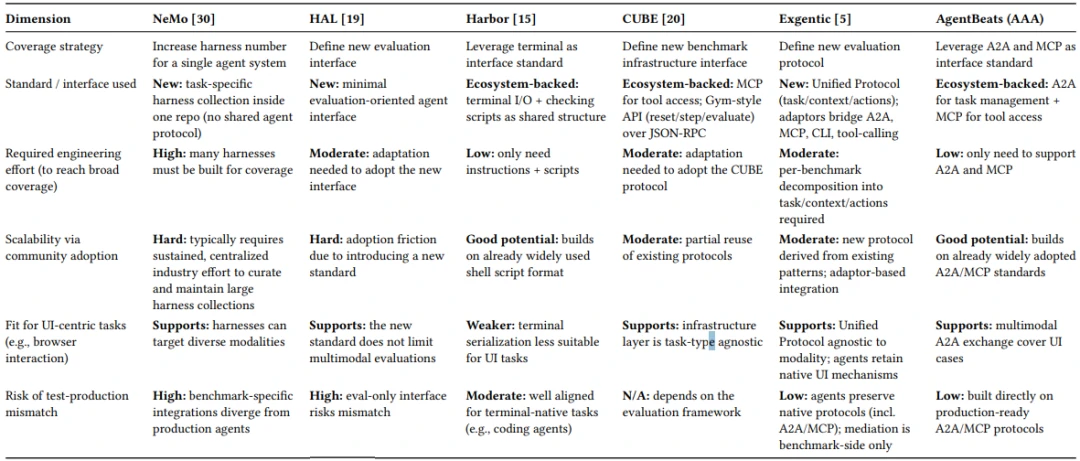 Dimension NeMo [30] HAL [19] Harbor [15] CUBE [20] Exgentic [5] AgentBeats (AAA)
Coverage strategy
Increase harness number
for a single agent system
Define new evaluation
interface
Leverage terminal as
interface standard
Define new benchmark
infrastructure interface
Define new evaluation
protocol
Leverage A2A and MCP as
interface standard
Standard / interface used
New: task-specific
harness collection inside
one repo (no shared agent
protocol)
New: minimal
evaluation-oriented agent
interface
Ecosystem-backed:
terminal I/O + checking
scripts as shared structure
Ecosystem-backed: MCP
for tool access; Gym-style
API (reset/step/evaluate)
over JSON-RPC
New: Unified Protocol
(task/context/actions);
adaptors bridge A2A,
MCP, CLI, tool-calling
Ecosystem-backed: A2A
for task management +
MCP for tool access
Required engineering
effort (to reach broad
coverage)
High: many harnesses
must be built for coverage
Moderate: adaptation
needed to adopt the new
interface
Low: only need
instructions + scripts
Moderate: adaptation
needed to adopt the CUBE
protocol
Moderate:
per-benchmark
decomposition into
task/context/actions
required
Low: only need to support
A2A and MCP
Scalability via
community adoption
Hard: typically requires
sustained, centralized
industry effort to curate
and maintain large
harness collections
Hard: adoption friction
due to introducing a new
standard
Good potential: builds
on already widely used
shell script format
Moderate: partial reuse
of existing protocols
Moderate: new protocol
derived from existing
patterns; adaptor-based
integration
Good potential: builds
on already widely adopted
A2A/MCP standards
Fit for UI-centric tasks
(e.g., browser
interaction)
Supports: harnesses can
target diverse modalities
Supports: the new
standard does not limit
multimodal evaluations
Weaker: terminal
serialization less suitable
for UI tasks
Supports: infrastructure
layer is task-type agnostic
Supports: Unified
Protocol agnostic to
modality; agents retain
native UI mechanisms
Supports: multimodal
A2A exchange cover UI
cases
Risk of test-production
mismatch
High: benchmark-specific
integrations diverge from
production agents
High: eval-only interface
risks mismatch
Moderate: well aligned
for terminal-native tasks
(e.g., coding agents)
N/A: depends on the
evaluation framework
Low: agents preserve
native protocols (incl.
A2A/MCP); mediation is
benchmark-side only
Low: built directly on
production-ready
A2A/MCP protocols